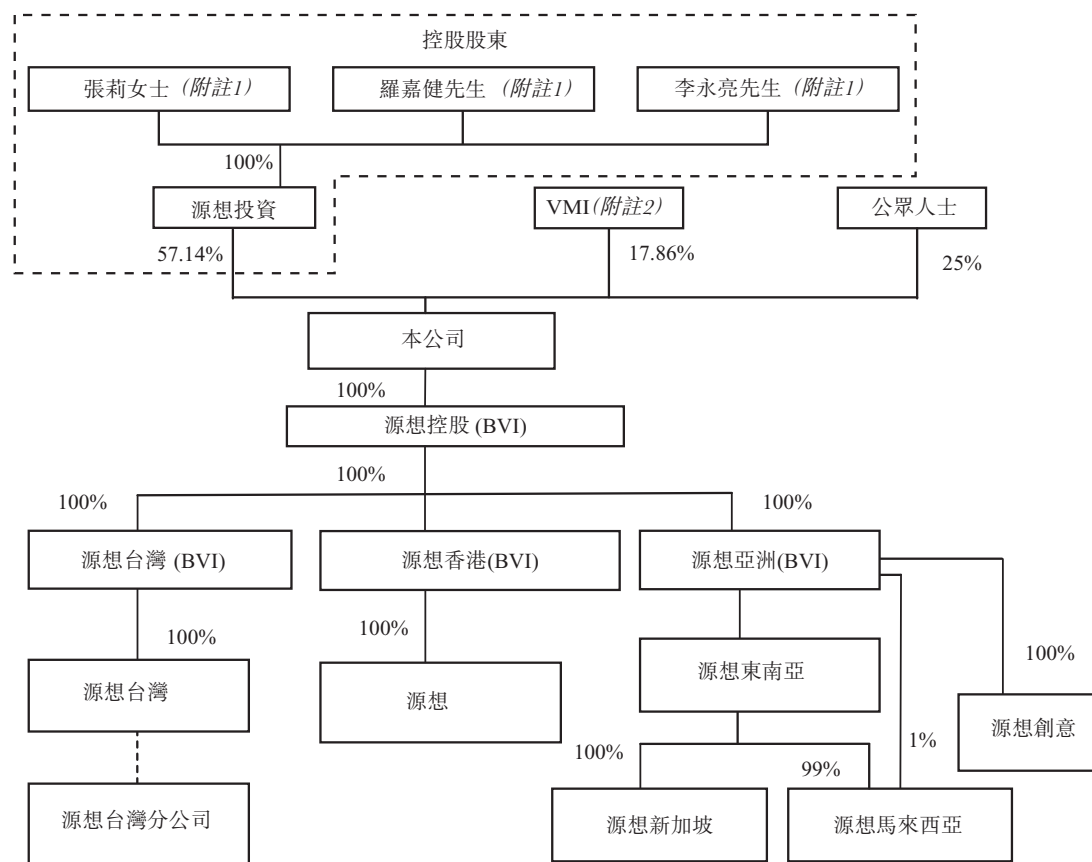 控股股東
張莉女士(附註1)
羅嘉健先生(附註1)
李永亮先生(附註1)
100%
源想投資
VMI(附註2)
公眾人士
57.14%
17.86%
25%
本公司
100%
源想控股 (BVI)
100%
100%
100%
源想台灣 (BVI)
源想香港(BVI)
源想亞洲(BVI)
100%
100%
源想台灣
源想
源想東南亞
100%
源想創意
100%
99%
1%
源想台灣分公司
源想新加坡
源想馬來西亞